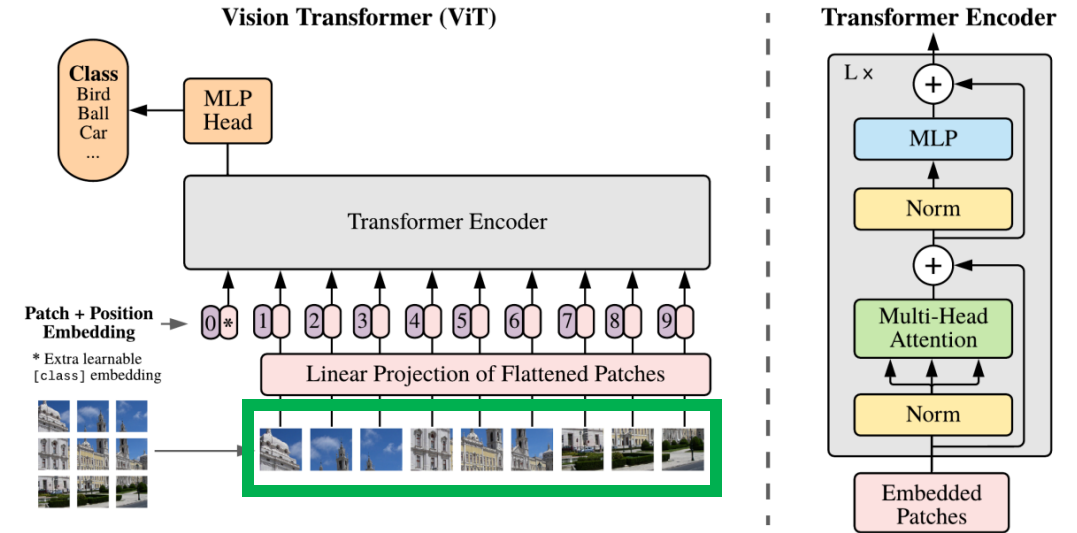 Vision Transformer (ViT)
Class
Bird
Ball
Car
...
MLP
Head
Transformer Encoder
Patch + Position
Embedding
* Extra learnable
[class] embedding
0 * 1 2 3 4 5 6 7 8 9
Linear Projection of Flattened Patches
Transformer Encoder
L ×
+
MLP
Norm
+
Multi-Head
Attention
Norm
Embedded
Patches